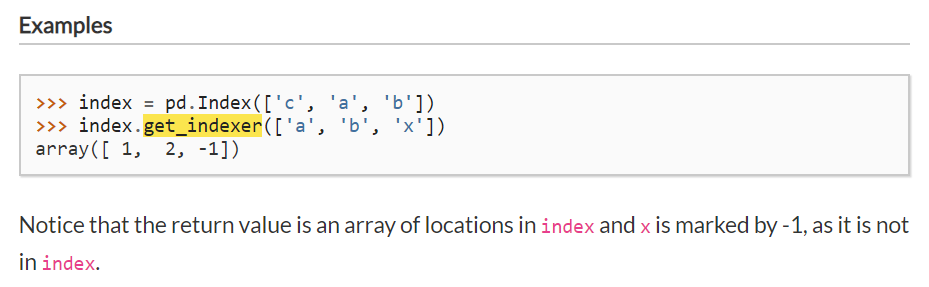 Examples
>>> index = pd.Index(['c', 'a', 'b'])
>>> index.get_indexer(['a', 'b', 'x'])
array([ 1,  2, -1])
Notice that the return value is an array of locations in index and x is marked by -1, as it is not
in index.